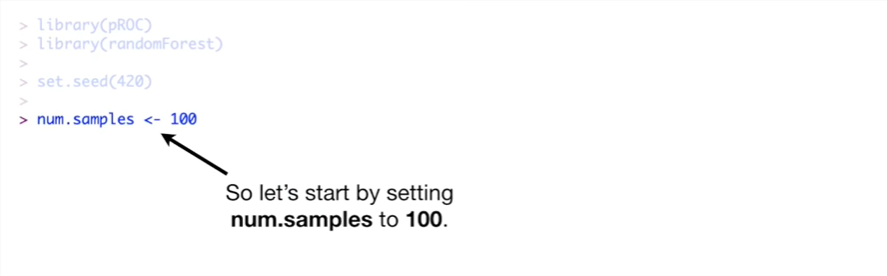 > library(pROC)
> library(randomForest)
>
> set.seed(420)
>
> num.samples <- 100
So let's start by setting
num.samples to 100.